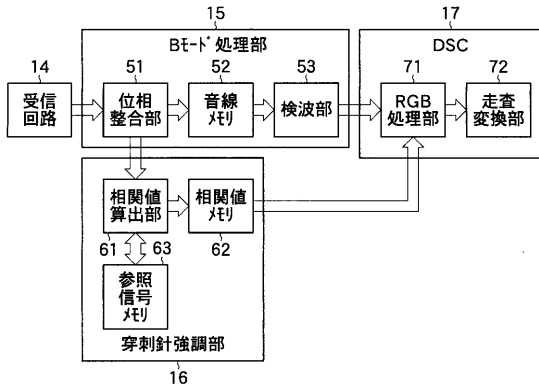 15
Bモード処理部
17
DSC
14
受信
回路
51
位相
整合部
52
音線
メモリ
53
検波部
71
RGB
処理部
72
走査
変換部
相関値
算出部
61
相関値
メモリ
62
63
参照
信号
メモリ
穿刺針強調部
16